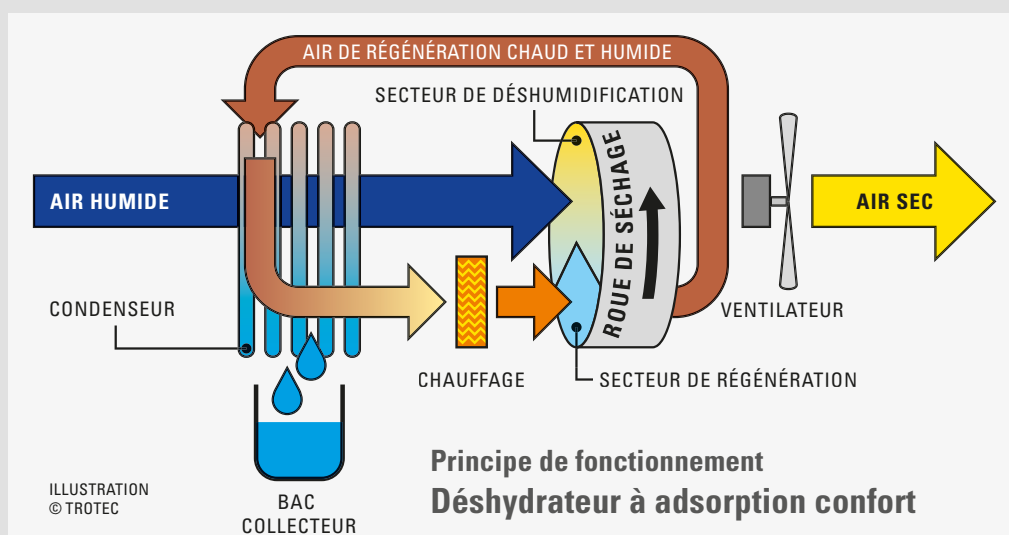 AIR DE RÉGÉNÉRATION CHAUD ET HUMIDE
SECTEUR DE DÉSHUMIDIFICATION
AIR HUMIDE
ROUE DE SÉCHAGE
AIR SEC
CONDENSEUR
VENTILATEUR
CHAUFFAGE
SECTEUR DE RÉGÉNÉRATION
BAC
COLLECTEUR
Principe de fonctionnement
Déshydrateur à adsorption confort
ILLUSTRATION
© TROTEC